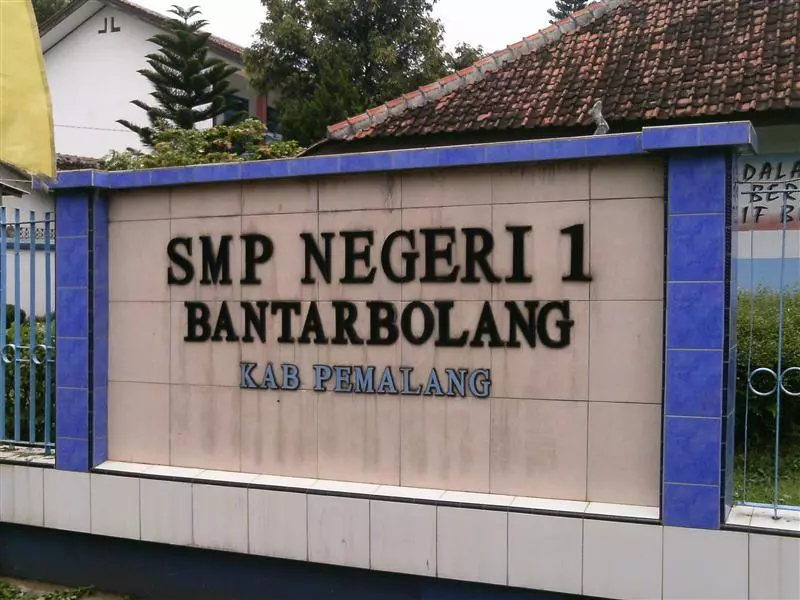 SMP NEGERI 1
BANTARBOLANG
KAB PEMALANG